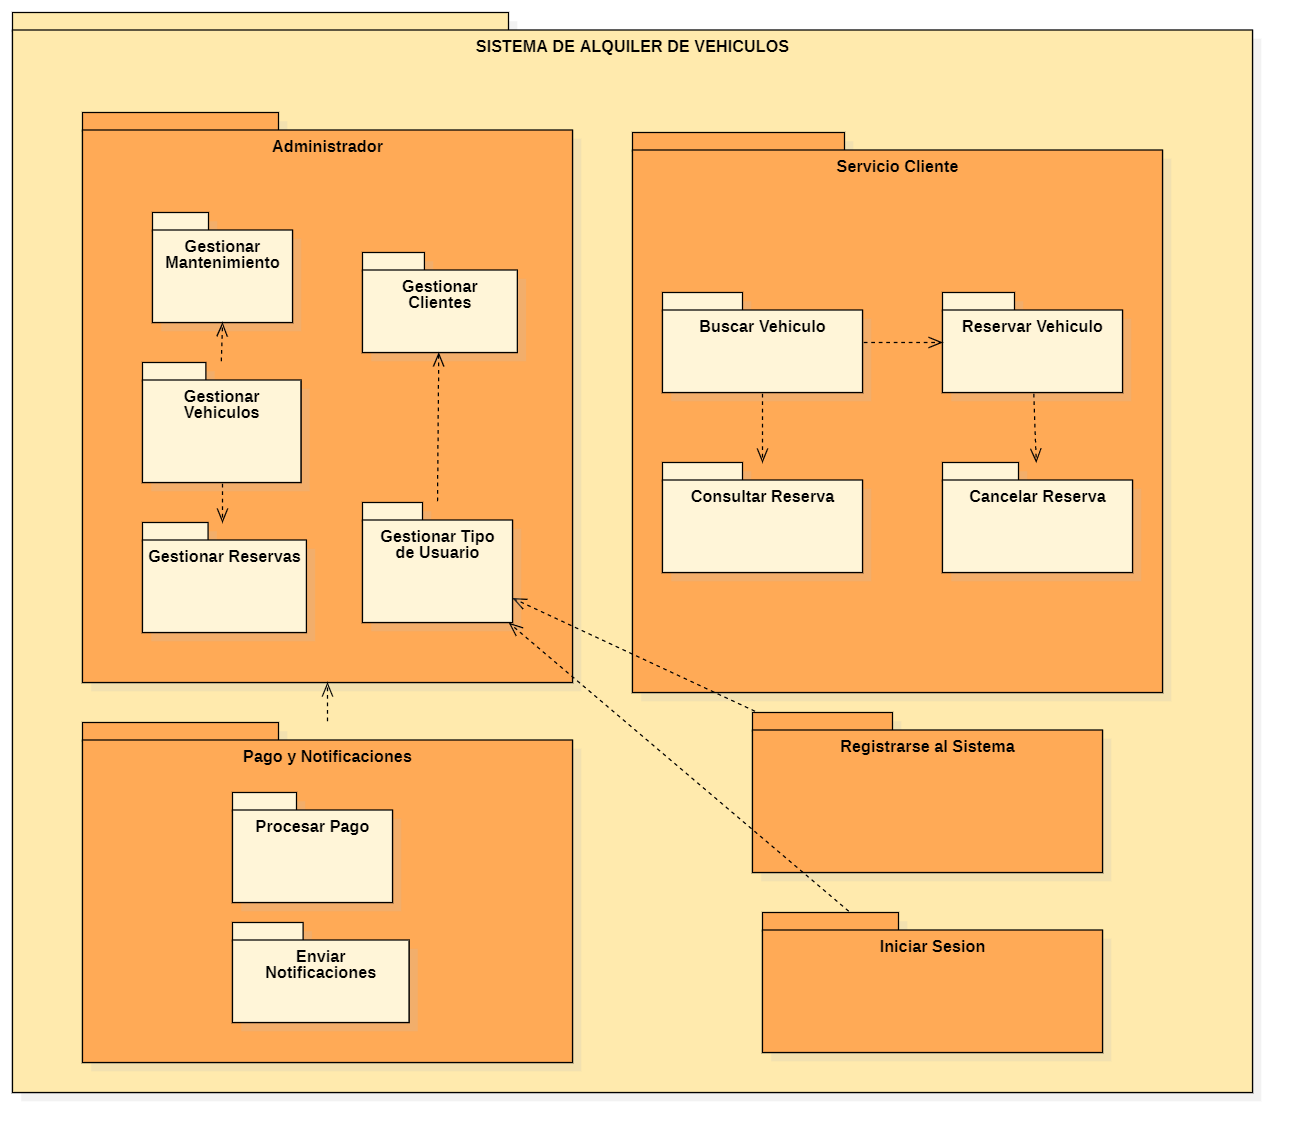 SISTEMA DE ALQUILER DE VEHICULOS
Administrador
Gestionar
Mantenimiento
Gestionar
Clientes
Gestionar
Vehiculos
Gestionar Reservas
Gestionar Tipo
de Usuario
Servicio Cliente
Buscar Vehiculo
Reservar Vehiculo
Consultar Reserva
Cancelar Reserva
Pago y Notificaciones
Procesar Pago
Enviar
Notificaciones
Registrarse al Sistema
Iniciar Sesion